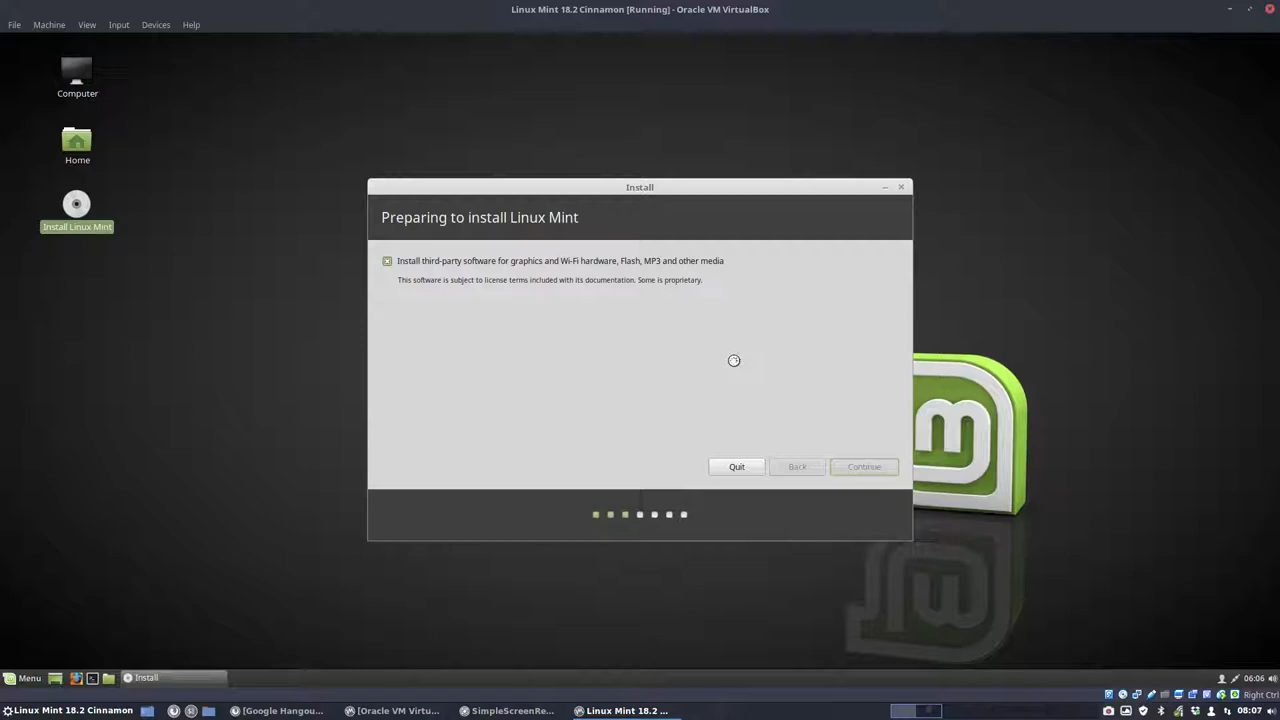 Linux Mint 18.2 Cinnamon [Running] - Oracle VM VirtualBox
File Machine View Input Devices Help
Computer
Home
Install Linux Mint
Install
Preparing to install Linux Mint
Install third-party software for graphics and Wi-Fi hardware, Flash, MP3 and other media
This software is subject to license terms included with its documentation. Some is proprietary.
Quit Back Continue
Menu Install 06:06
Right Ctrl
Linux Mint 18.2 Cinnamon [Google Hangou... [Oracle VM Virtu... SimpleScreenRe... Linux Mint 18.2 ... 08:07